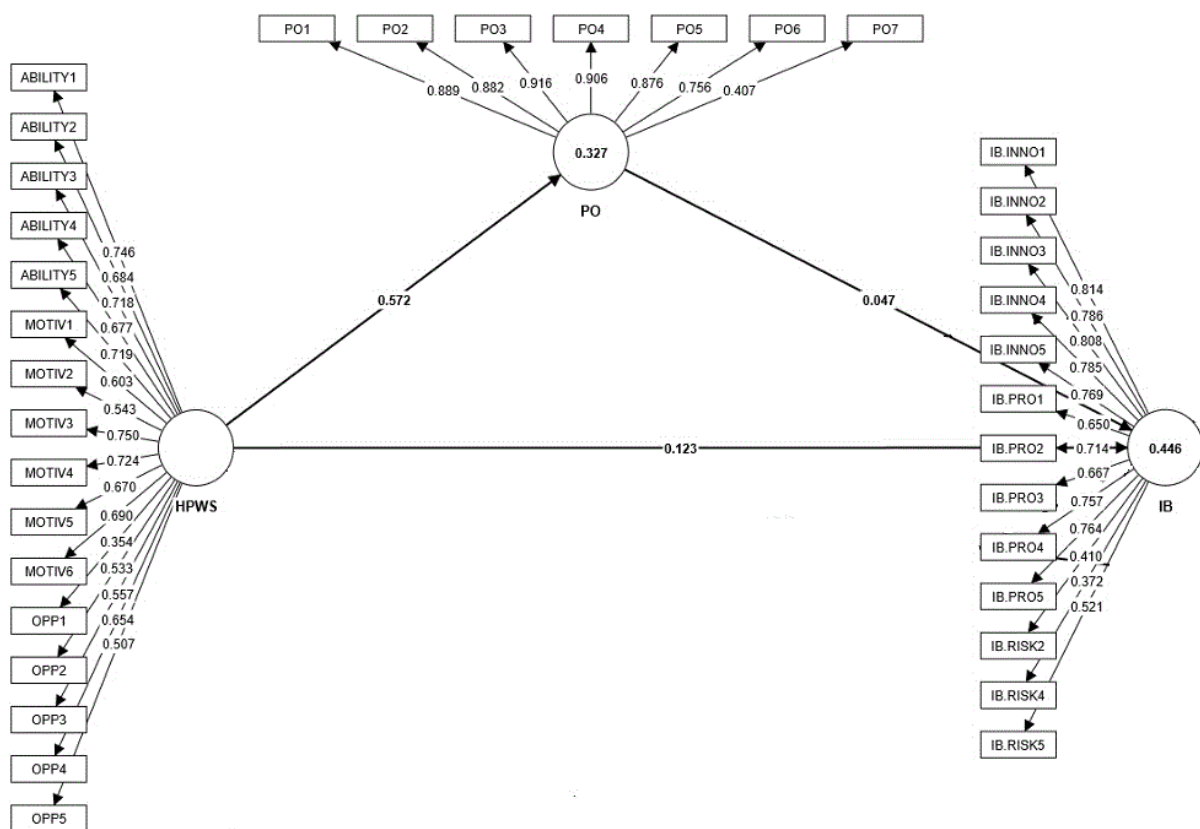 PO1
PO2
PO3
PO4
PO5
PO6
PO7
0.889
0.882
0.916
0.906
0.876
0.756
0.407
0.327
PO
ABILITY1
ABILITY2
ABILITY3
ABILITY4
ABILITY5
MOTIV1
MOTIV2
MOTIV3
MOTIV4
MOTIV5
MOTIV6
OPP1
OPP2
OPP3
OPP4
OPP5
0.746
0.684
0.718
0.677
0.719
0.603
0.543
0.750
0.724
0.670
0.690
0.354
0.533
0.557
0.654
0.507
HPWS
0.572
0.047
0.123
IB.INNO1
IB.INNO2
IB.INNO3
IB.INNO4
IB.INNO5
IB.PRO1
IB.PRO2
IB.PRO3
IB.PRO4
IB.PRO5
IB.RISK2
IB.RISK4
IB.RISK5
0.814
0.786
0.808
0.785
0.769
0.650
0.714
0.667
0.757
0.764
0.410
0.372
0.521
0.446
IB